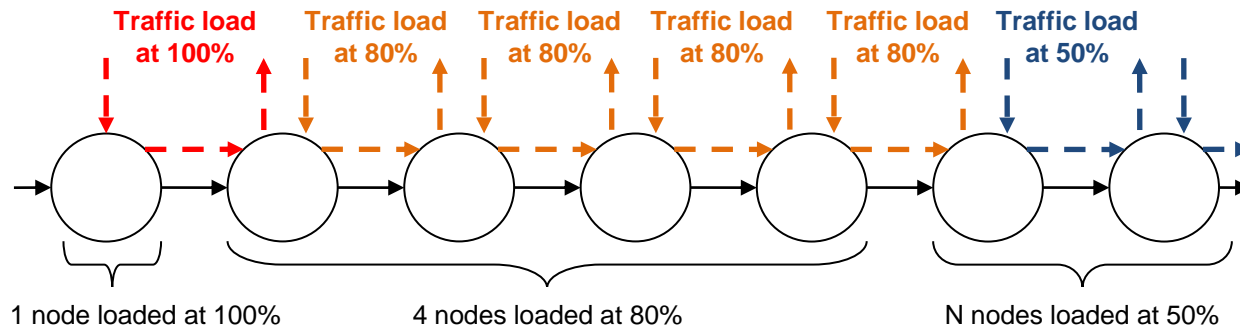 Traffic load
at 100%
Traffic load
at 80%
Traffic load
at 80%
Traffic load
at 80%
Traffic load
at 80%
Traffic load
at 50%
1 node loaded at 100%
4 nodes loaded at 80%
N nodes loaded at 50%